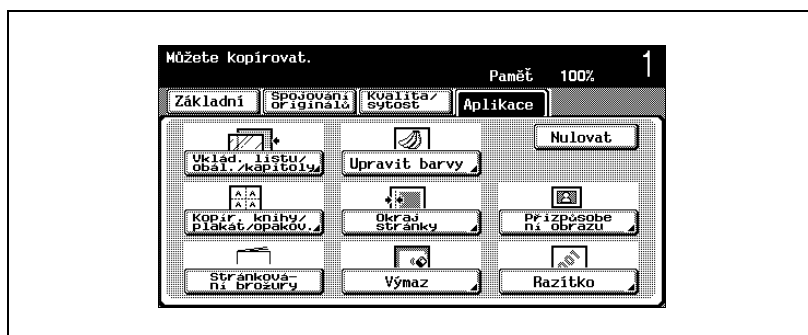 Můžete kopírovat.
Paměť 100% 1
Základní Spojování originálů Kvalita/ sytost Aplikace
Nulovat
Vklád. listu/
obál./kapitoly
Upravit barvy
Kopír. knihy/
plakát/opakov.
Okraj
stránky
Přizpůsobe
ní obrazu
Stránková-
ní brožury
Výmaz
Razítko